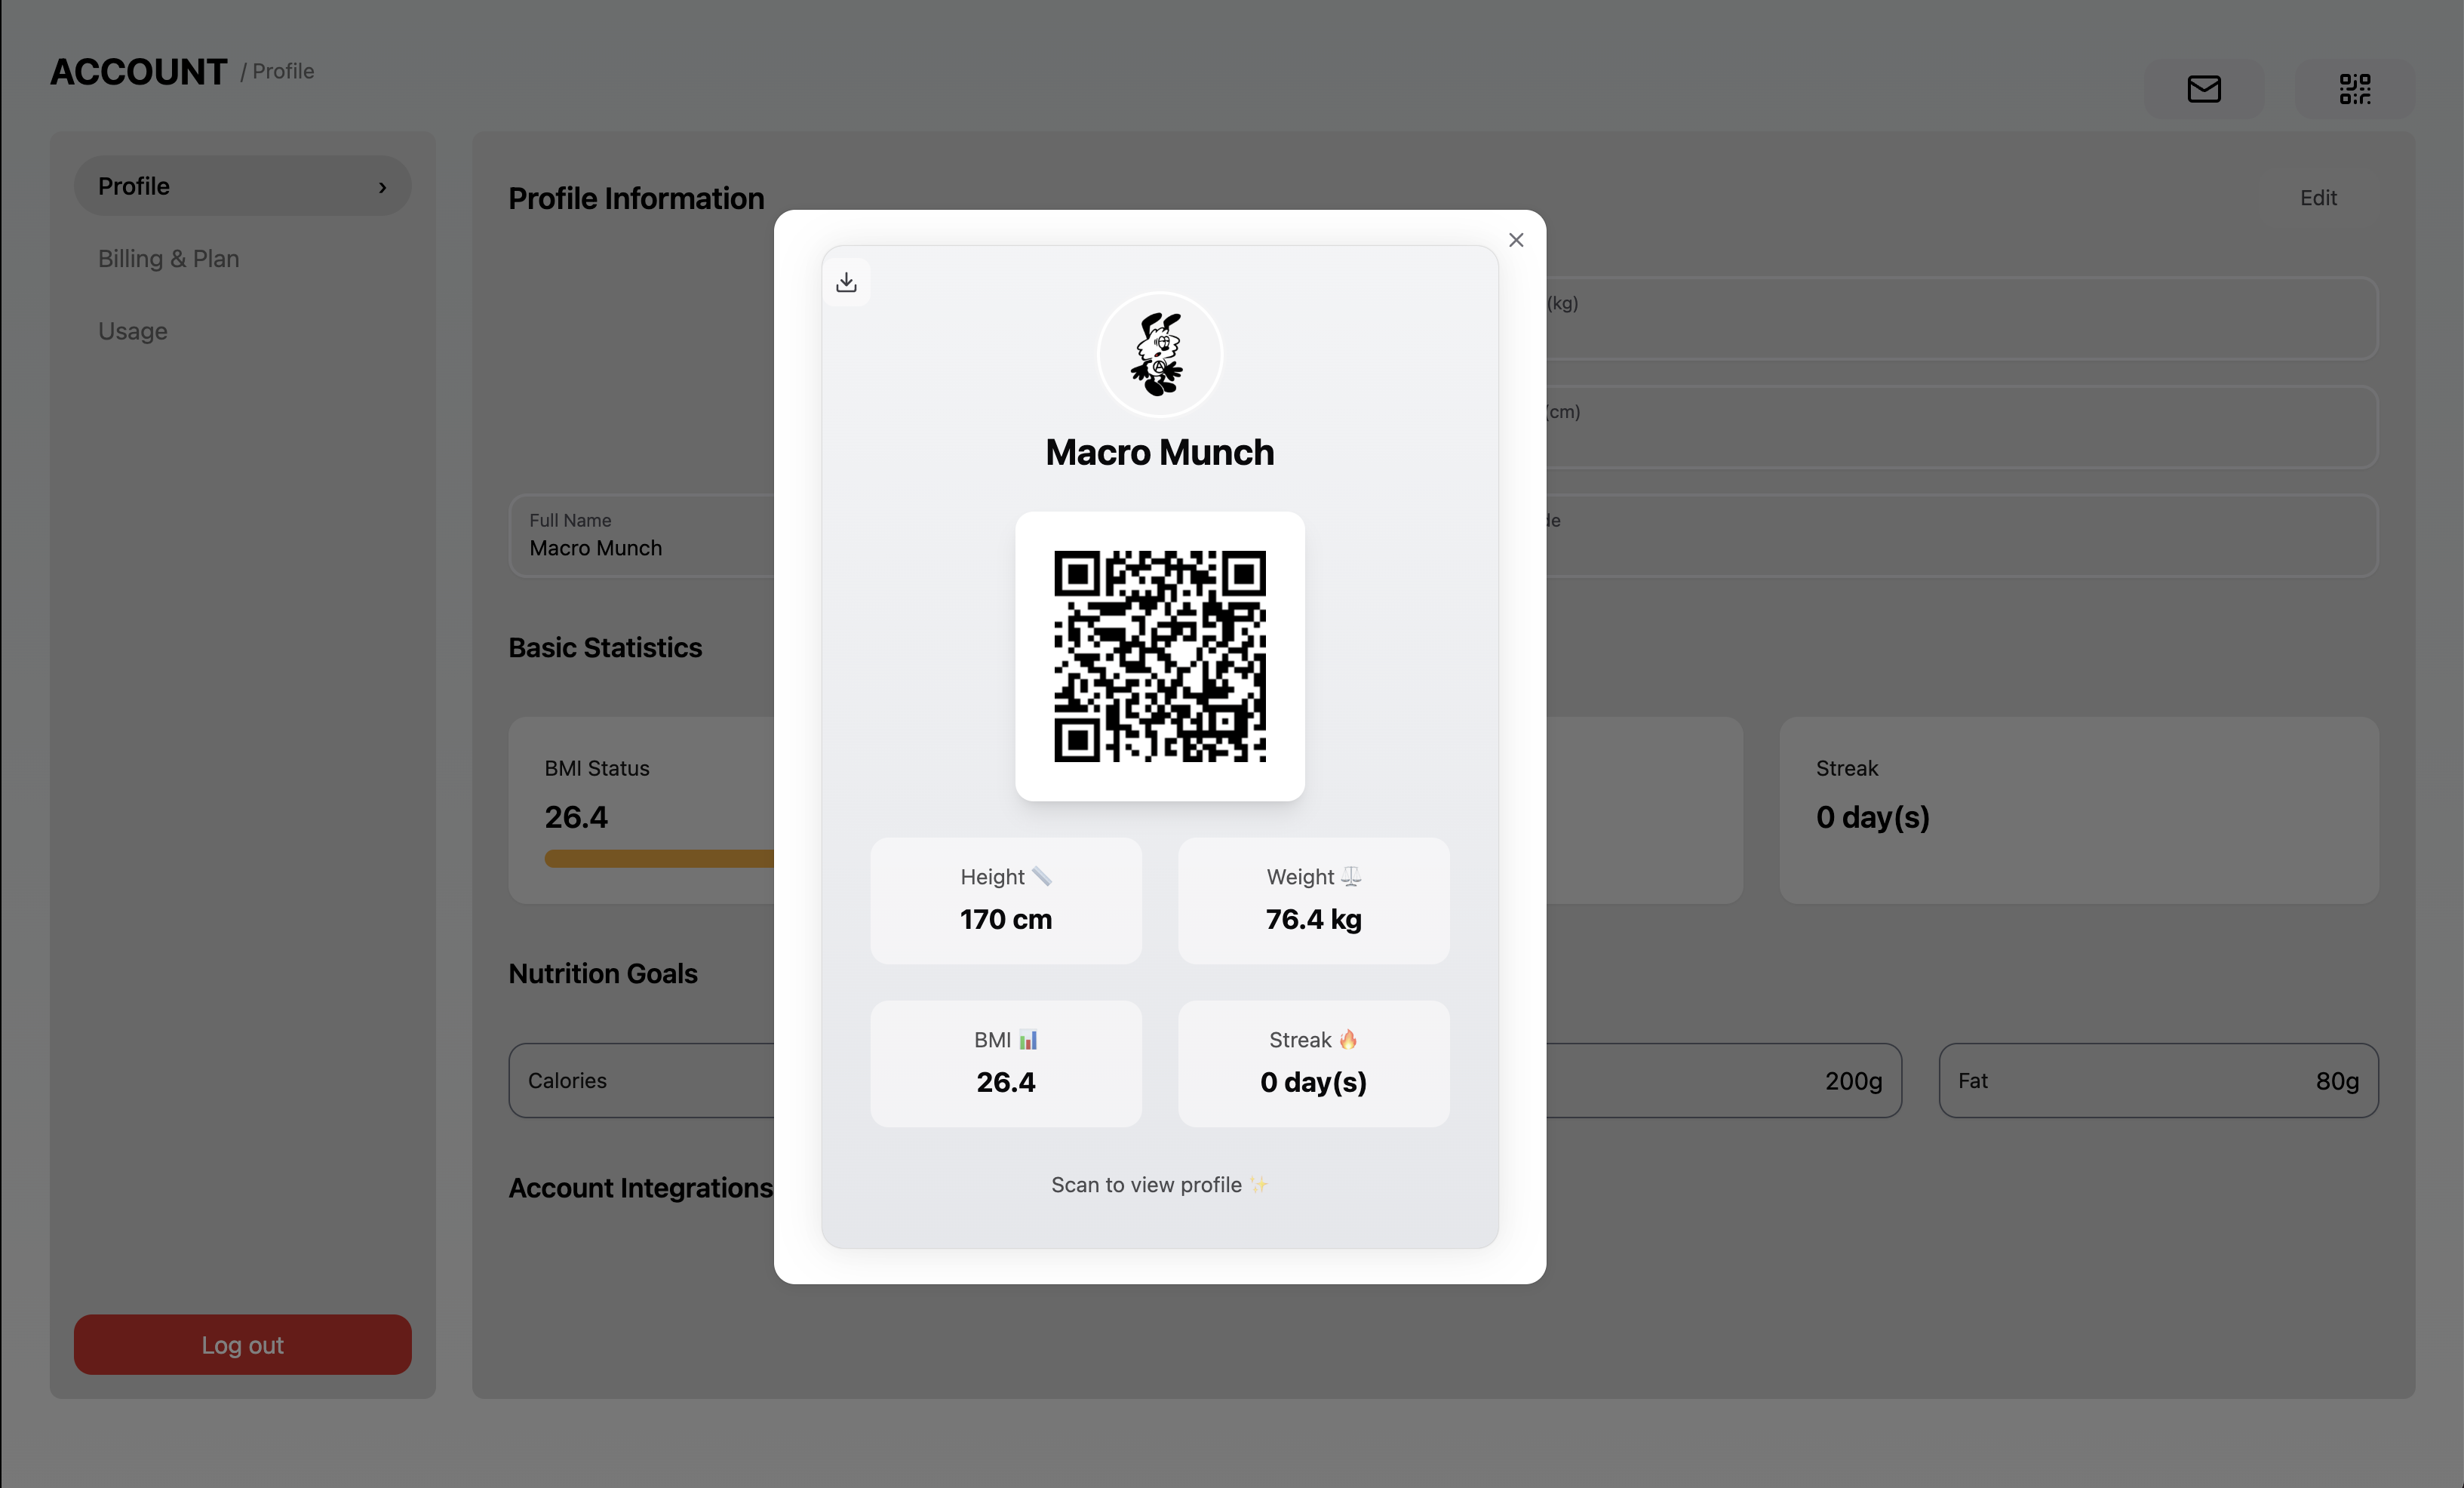 ACCOUNT / Profile
Profile ›
Billing & Plan
Usage
Log out
Profile Information
Edit
(kg)
(cm)
Full Name
Macro Munch
Basic Statistics
BMI Status
26.4
Streak
0 day(s)
Nutrition Goals
Calories
200g
Fat 80g
Account Integrations
Macro Munch
Height 📏
170 cm
Weight ⚖️
76.4 kg
BMI 📊
26.4
Streak 🔥
0 day(s)
Scan to view profile ✨